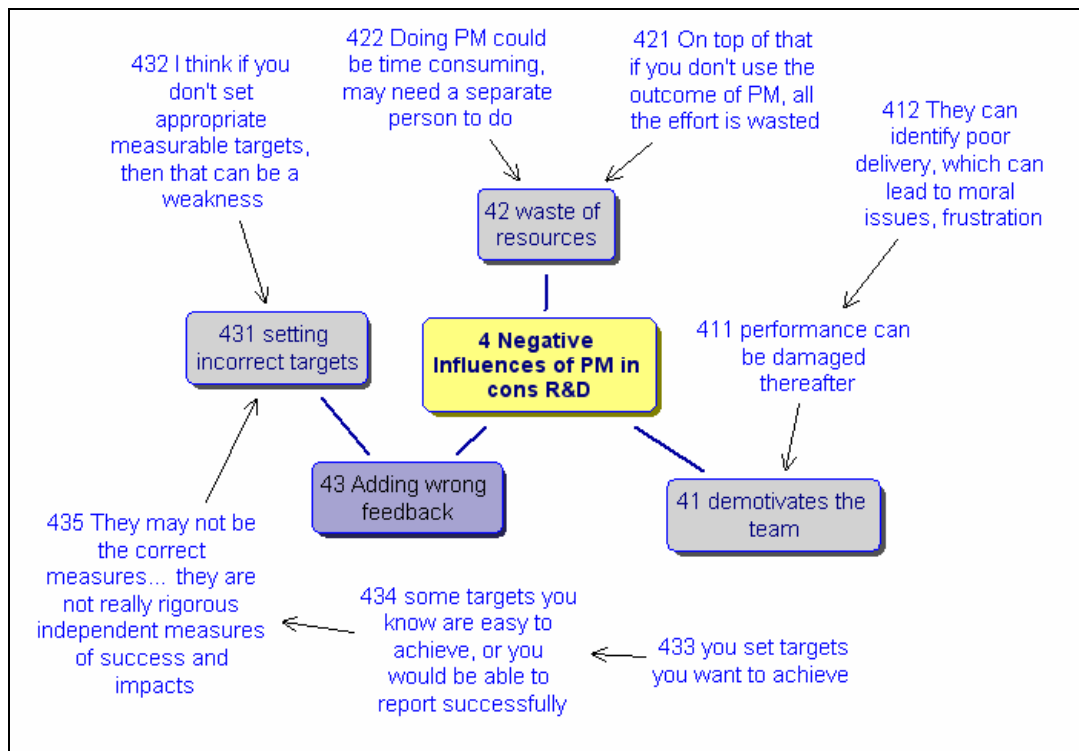 432 I think if you
don't set
appropriate
measurable targets,
then that can be a
weakness
422 Doing PM could
be time consuming,
may need a separate
person to do
421 On top of that
if you don't use the
outcome of PM, all
the effort is wasted
412 They can
identify poor
delivery, which can
lead to moral
issues, frustration
42 waste of
resources
431 setting
incorrect targets
4 Negative
Influences of PM in
cons R&D
411 performance can
be damaged
thereafter
43 Adding wrong
feedback
41 demotivates the
team
435 They may not be
the correct
measures... they are
not really rigorous
independent measures
of success and
impacts
434 some targets you
know are easy to
achieve, or you
would be able to
report successfully
433 you set targets
you want to achieve